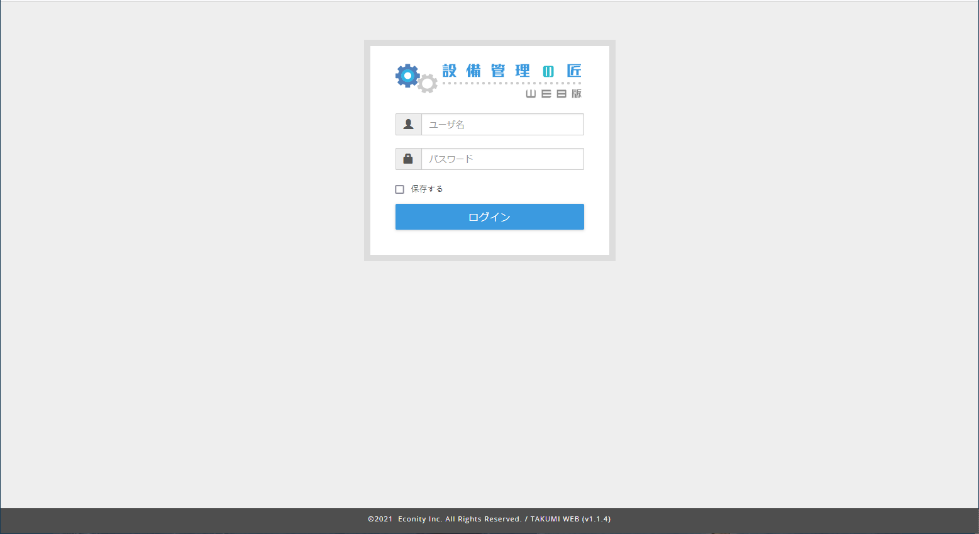 設備管理の匠
WEB版
ユーザ名
パスワード
保存する
ログイン
©2021 Econity Inc. All Rights Reserved. / TAKUMI WEB (v1.1.4)